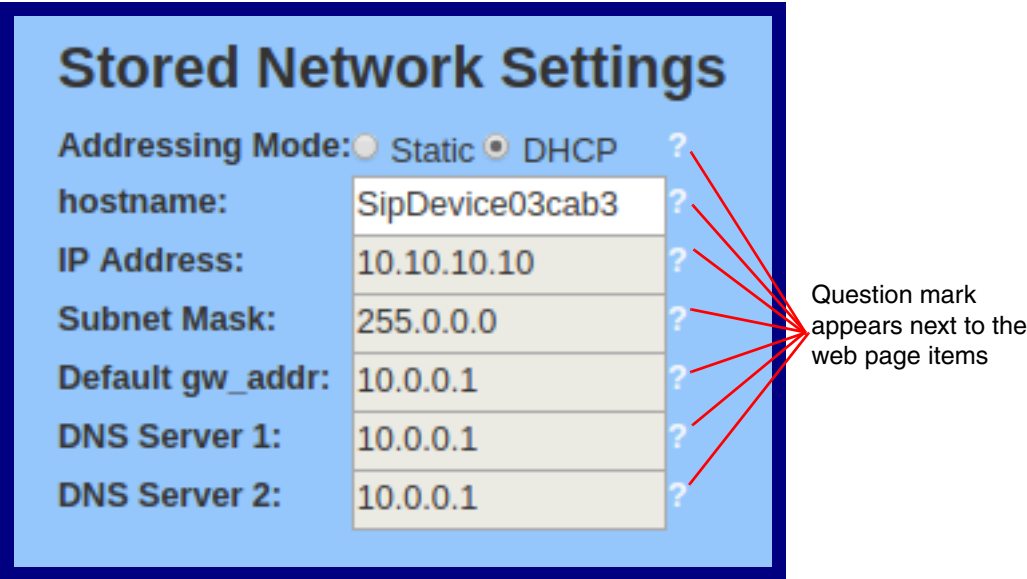 Stored Network Settings
Addressing Mode: Static DHCP ?
hostname: SipDevice03cab3 ?
IP Address: 10.10.10.10 ?
Subnet Mask: 255.0.0.0 ?
Default gw_addr: 10.0.0.1 ?
DNS Server 1: 10.0.0.1 ?
DNS Server 2: 10.0.0.1 ?
Question mark
appears next to the
web page items